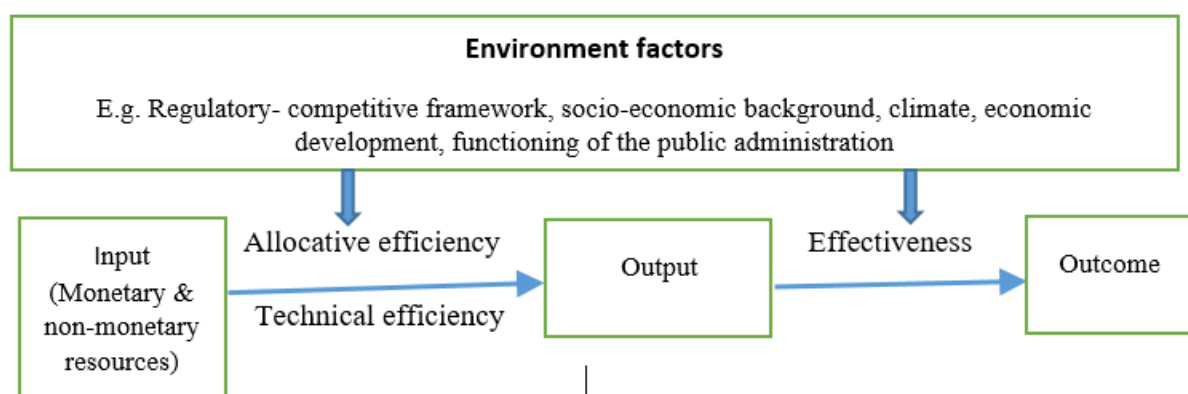 Environment factors
E.g. Regulatory- competitive framework, socio-economic background, climate, economic
development, functioning of the public administration
Input
(Monetary &
non-monetary
resources)
Allocative efficiency
Technical efficiency
Output
Effectiveness
Outcome